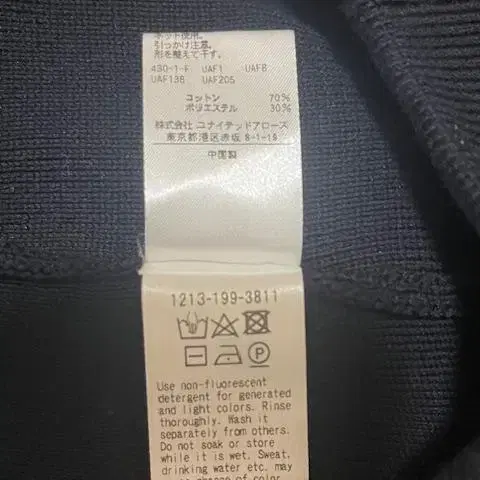 ネット使用。
引っかけ注意。
形を整えて干す。
430-1-F UAF1 UAF8
UAF136 UAF205
コットン 70%
ポリエステル 30%
株式会社 ユナイテッドアローズ
東京都港区赤坂 8-1-19
中国製
1213-199-3811
Use non-fluorescent
detergent for generated
and light colors. Rinse
thoroughly. Wash it
separately from others.
Do not soak or store
while it is wet. Sweat,
drinking water etc. may
change of color